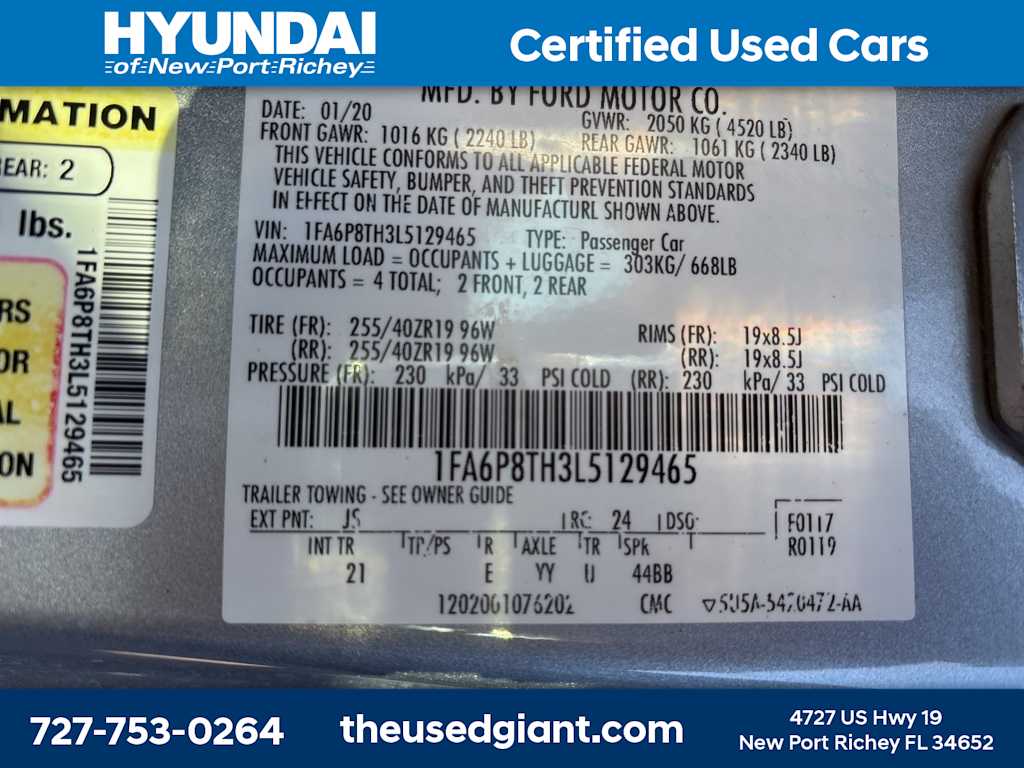 HYUNDAI
of New Port Richey
Certified Used Cars
MATION
REAR: 2
lbs.
1FA6P8TH3L5129465
RS
OR
AL
ON
MFD. BY FORD MOTOR CO.
DATE: 01/20 GVWR: 2050 KG ( 4520 LB)
FRONT GAWR: 1016 KG ( 2240 LB) REAR GAWR: 1061 KG ( 2340 LB)
THIS VEHICLE CONFORMS TO ALL APPLICABLE FEDERAL MOTOR
VEHICLE SAFETY, BUMPER, AND THEFT PREVENTION STANDARDS
IN EFFECT ON THE DATE OF MANUFACTURE SHOWN ABOVE.
VIN: 1FA6P8TH3L5129465 TYPE: Passenger Car
MAXIMUM LOAD = OCCUPANTS + LUGGAGE = 303KG/ 668LB
OCCUPANTS = 4 TOTAL; 2 FRONT, 2 REAR
TIRE (FR): 255/40ZR19 96W RIMS (FR): 19x8.5J
(RR): 255/40ZR19 96W (RR): 19x8.5J
PRESSURE (FR): 230 kPa/ 33 PSI COLD (RR): 230 kPa/ 33 PSI COLD
1FA6P8TH3L5129465
TRAILER TOWING - SEE OWNER GUIDE
EXT PNT: JS RC: 24 DSO: F0117
INT TR TP/PS R AXLE TR SPR R0119
21 E YY U 44BB
1202001076202 CMC
727-753-0264
theusedgiant.com
4727 US Hwy 19
New Port Richey FL 34652